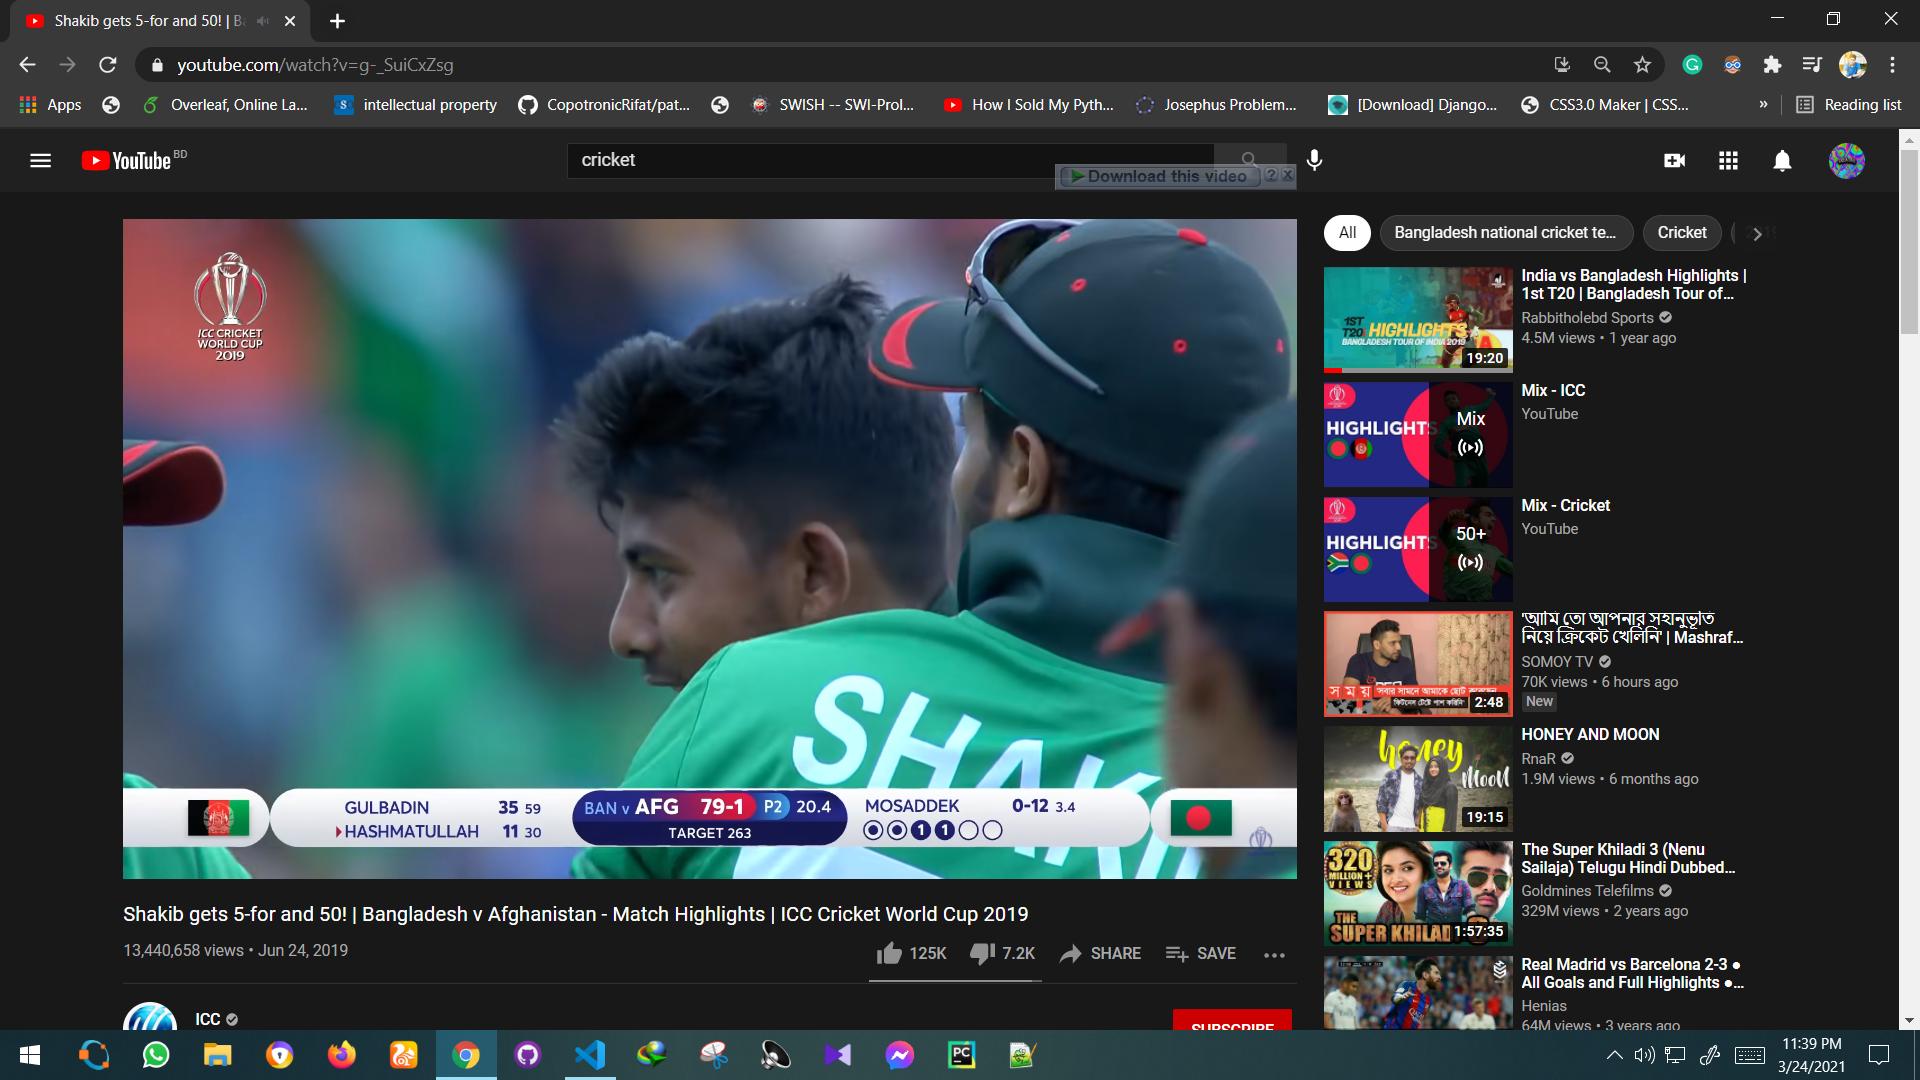 Shakib gets 5-for and 50! | Ba
youtube.com/watch?v=g-_SuiCxZsg
Apps
Overleaf, Online La...
intellectual property
CopotronicRifat/pat...
SWISH -- SWI-Prol...
How I Sold My Pyth...
Josephus Problem...
[Download] Django...
CSS3.0 Maker | CSS...
»
Reading list
YouTube BD
cricket
Download this video
ICC CRICKET
WORLD CUP
2019
SHAK
GULBADIN 35 59
HASHMATULLAH 11 30
BAN v AFG 79-1 P2 20.4
TARGET 263
MOSADDEK 0-12 3.4
1 1
Shakib gets 5-for and 50! | Bangladesh v Afghanistan - Match Highlights | ICC Cricket World Cup 2019
13,440,658 views • Jun 24, 2019
125K
7.2K
SHARE
SAVE
ICC
SUBSCRIBE
All
Bangladesh national cricket te...
Cricket
1ST
T20 HIGHLIGHTS
BANGLADESH TOUR OF INDIA 2019
19:20
India vs Bangladesh Highlights |
1st T20 | Bangladesh Tour of...
Rabbitholebd Sports
4.5M views • 1 year ago
HIGHLIGHTS
Mix
Mix - ICC
YouTube
HIGHLIGHTS
50+
Mix - Cricket
YouTube
সময়
2:48
'আমি তো আপনার সহানুভূতি
নিয়ে ক্রিকেট খেলিনি' | Mashraf...
SOMOY TV
70K views • 6 hours ago
New
honey
Moon
19:15
HONEY AND MOON
RnaR
1.9M views • 6 months ago
320
MILLION+
VIEWS
THE
SUPER KHILAD
1:57:35
The Super Khiladi 3 (Nenu
Sailaja) Telugu Hindi Dubbed...
Goldmines Telefilms
329M views • 2 years ago
Real Madrid vs Barcelona 2-3 ●
All Goals and Full Highlights ●...
Henias
64M views • 3 years ago
11:39 PM
3/24/2021